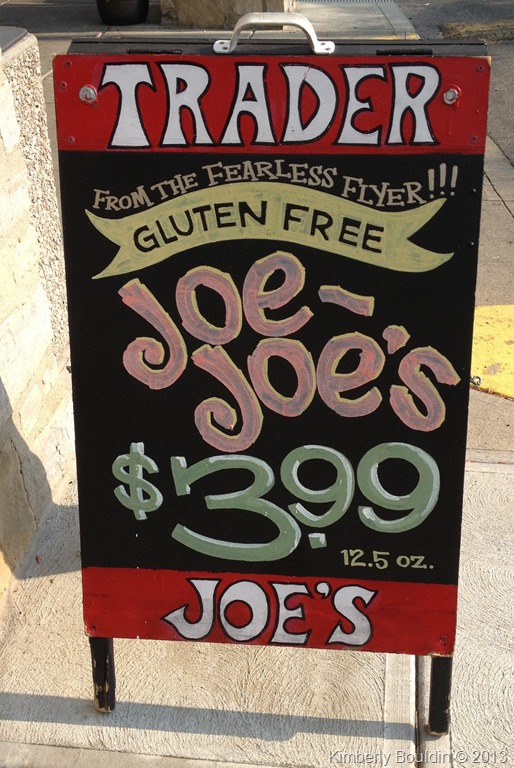 TRADER
FROM THE FEARLESS FLYER!!!
GLUTEN FREE
JOE-
JOE'S
$3.99
12.5 oz.
JOE'S
Kimberly Bouldin © 2013